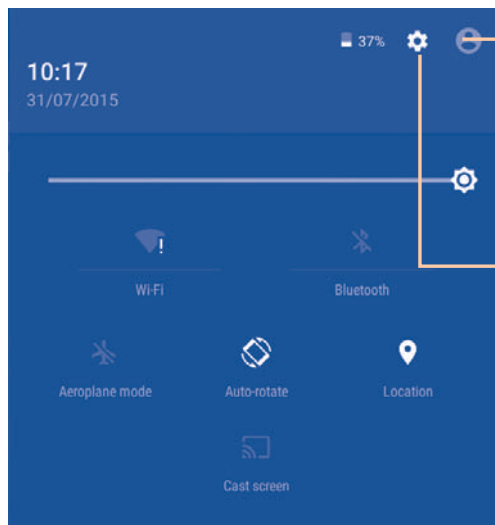 37%
10:17
31/07/2015
Wi-Fi
Bluetooth
Aeroplane mode
Auto-rotate
Location
Cast screen